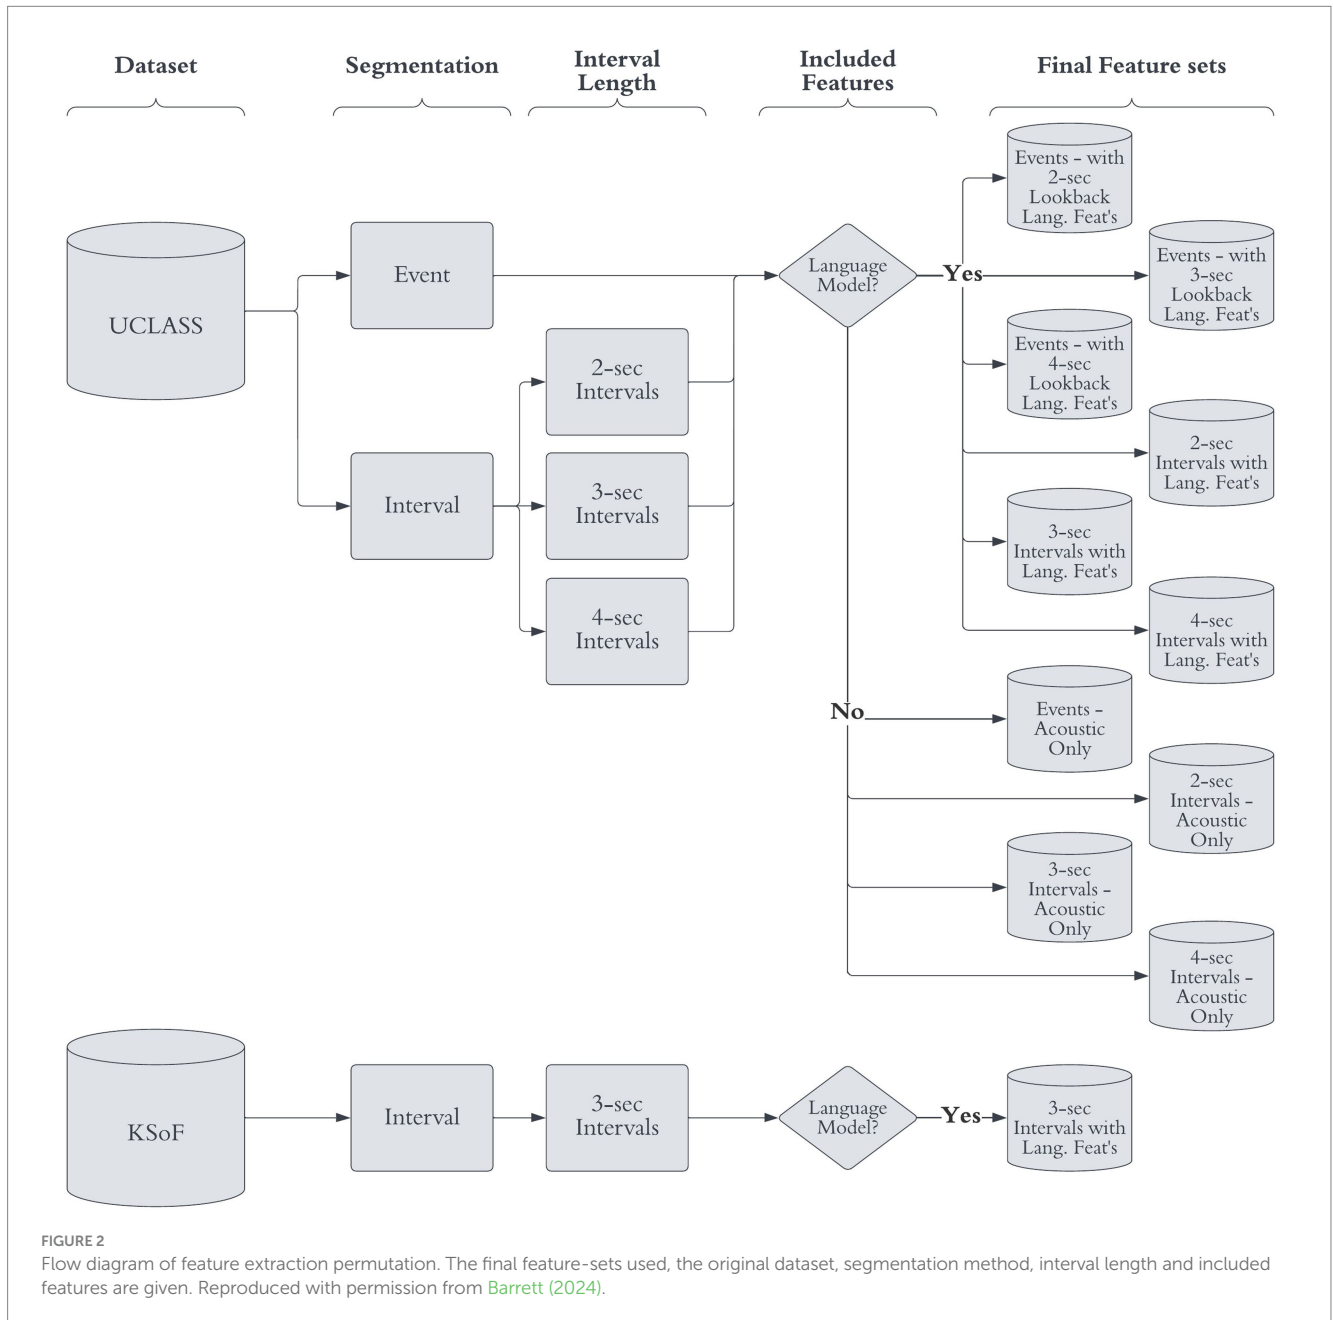 Dataset
Segmentation
Interval
Length
Included
Features
Final Feature sets
UCLASS
Event
Interval
2-sec
Intervals
3-sec
Intervals
4-sec
Intervals
Language
Model?
Yes
No
Events - with
2-sec
Lookback
Lang. Feat's
Events - with
3-sec
Lookback
Lang. Feat's
Events - with
4-sec
Lookback
Lang. Feat's
2-sec
Intervals with
Lang. Feat's
3-sec
Intervals with
Lang. Feat's
4-sec
Intervals with
Lang. Feat's
Events -
Acoustic
Only
2-sec
Intervals -
Acoustic
Only
3-sec
Intervals -
Acoustic
Only
4-sec
Intervals -
Acoustic
Only
KSoF
Interval
3-sec
Intervals
Language
Model?
Yes
3-sec
Intervals with
Lang. Feat's
FIGURE 2
Flow diagram of feature extraction permutation. The final feature-sets used, the original dataset, segmentation method, interval length and included
features are given. Reproduced with permission from Barrett (2024).